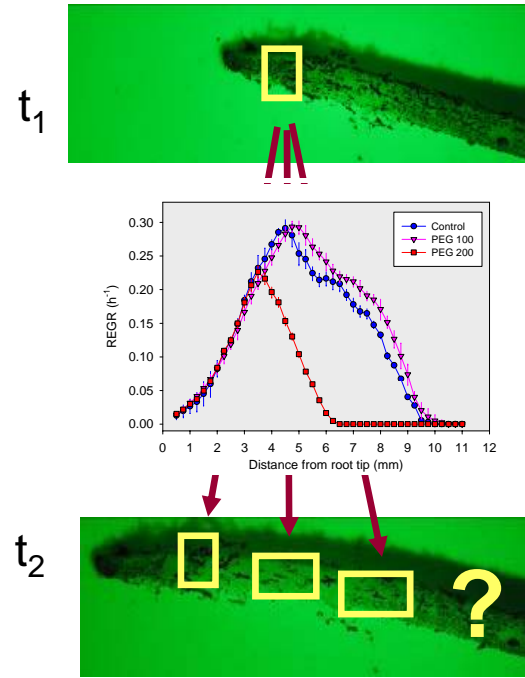 t1
0.30
0.25
0.20
0.15
0.10
0.05
0.00
REGR (h-1)
Control
PEG 100
PEG 200
0 1 2 3 4 5 6 7 8 9 10 11 12
Distance from root tip (mm)
t2
?